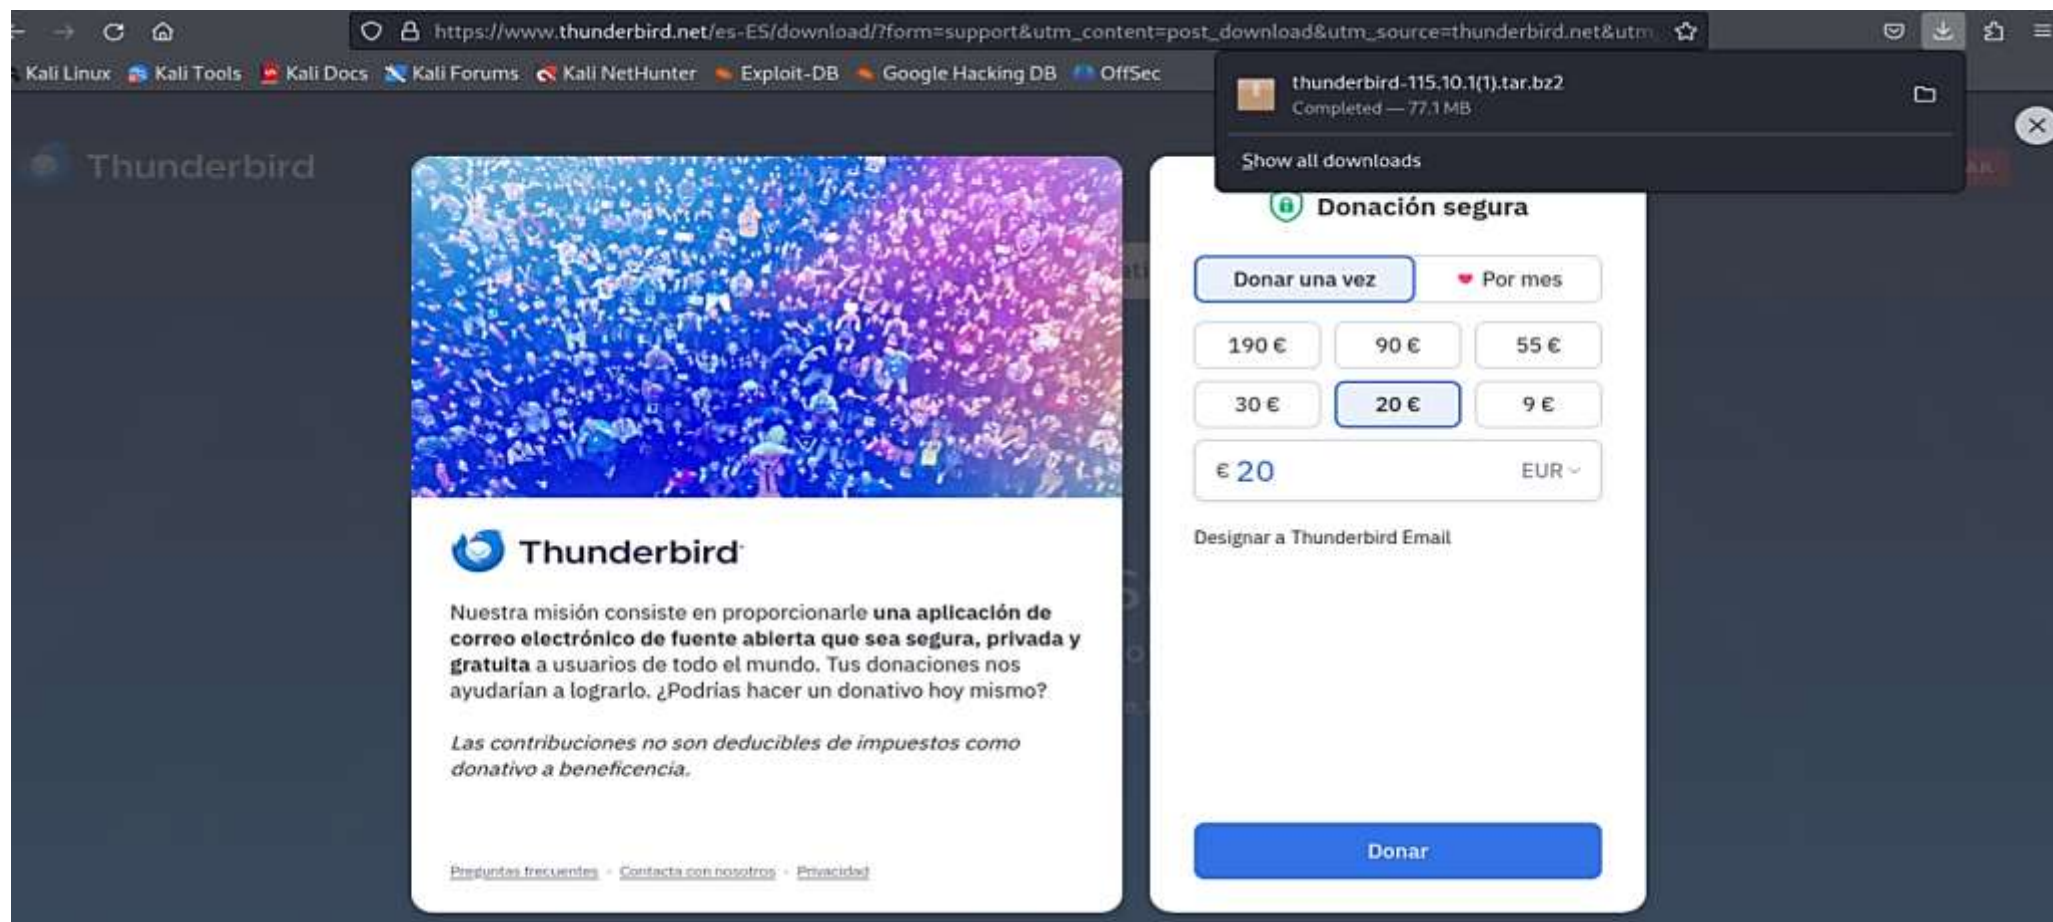 https://www.thunderbird.net/es-ES/download/?form=support&utm_content=post_download&utm_source=thunderbird.net&utm
Kali Linux Kali Tools Kali Docs Kali Forums Kali NetHunter Exploit-DB Google Hacking DB OffSec
thunderbird-115.10.1(1).tar.bz2
Completed — 77.1 MB
Show all downloads
Thunderbird
Donación segura
Donar una vez Por mes
190 € 90 € 55 €
30 € 20 € 9 €
€ 20 EUR
Designar a Thunderbird Email
Donar
Thunderbird
Nuestra misión consiste en proporcionarle una aplicación de
correo electrónico de fuente abierta que sea segura, privada y
gratuita a usuarios de todo el mundo. Tus donaciones nos
ayudarían a lograrlo. ¿Podrías hacer un donativo hoy mismo?
Las contribuciones no son deducibles de impuestos como
donativo a beneficencia.
Preguntas frecuentes - Contacta con nosotros - Privacidad